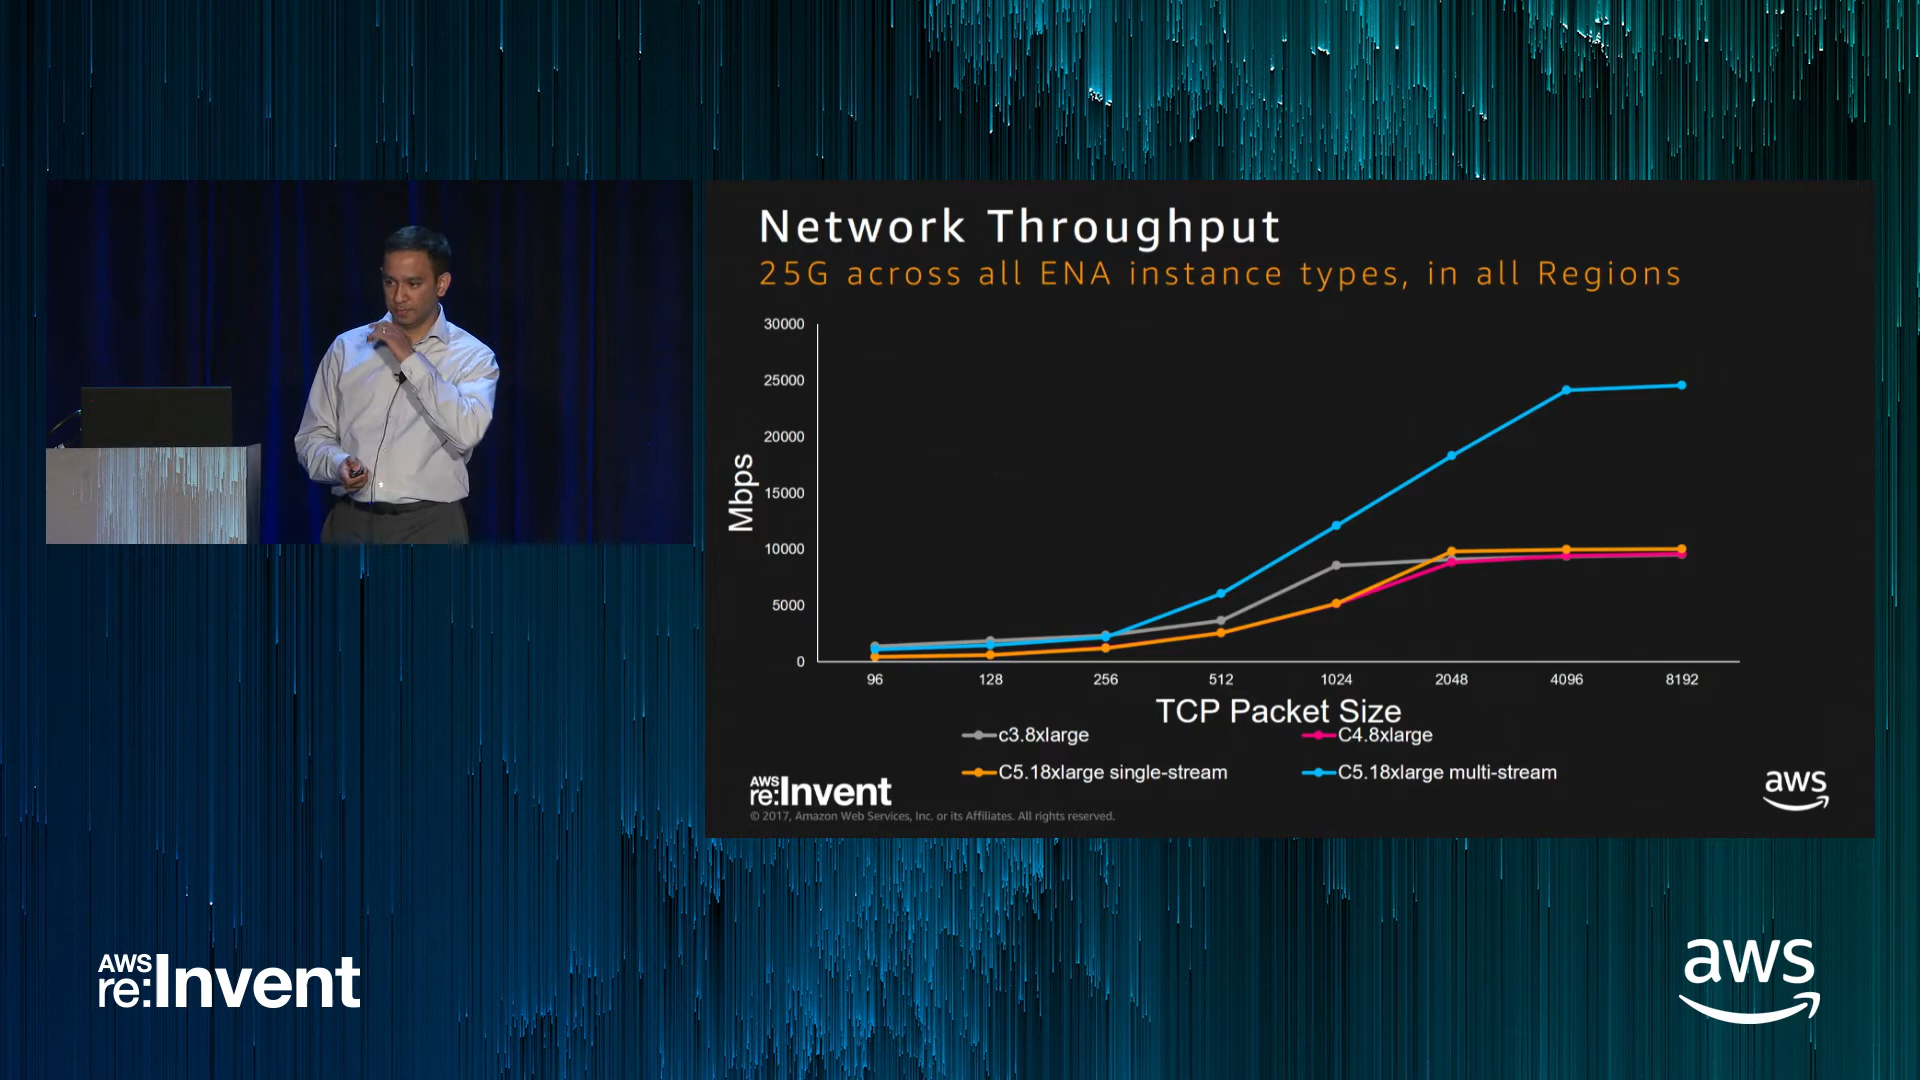 Network Throughput
25G across all ENA instance types, in all Regions
30000
25000
20000
15000
10000
5000
0
Mbps
96 128 256 512 1024 2048 4096 8192
TCP Packet Size
c3.8xlarge C4.8xlarge
C5.18xlarge single-stream C5.18xlarge multi-stream
AWS
re:Invent
aws
© 2017, Amazon Web Services, Inc. or its Affiliates. All rights reserved.
AWS
re:Invent
aws